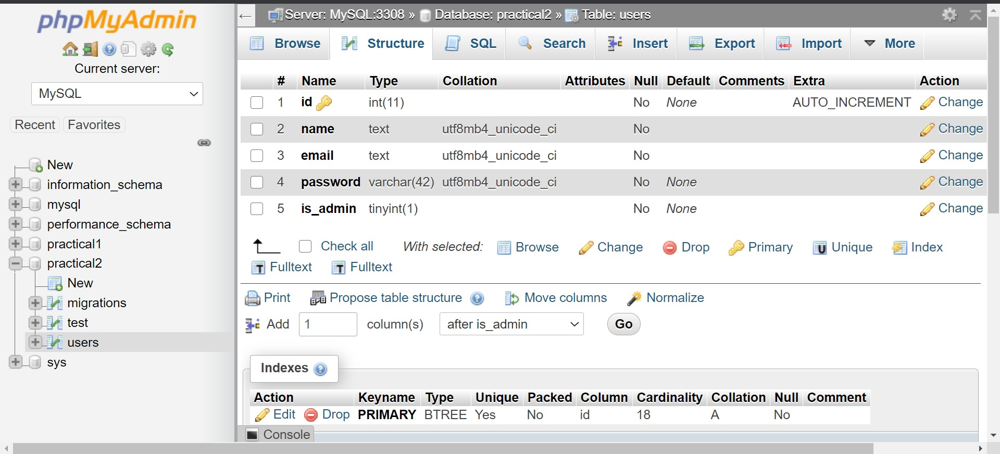 phpMyAdmin
Current server:
MySQL
Recent Favorites
New
information_schema
mysql
performance_schema
practical1
practical2
New
migrations
test
users
sys
Server: MySQL:3308 » Database: practical2 » Table: users
Browse Structure SQL Search Insert Export Import More
# Name Type Collation Attributes Null Default Comments Extra Action
1 id int(11) No None AUTO_INCREMENT Change
2 name text utf8mb4_unicode_ci No Change
3 email text utf8mb4_unicode_ci No Change
4 password varchar(42) utf8mb4_unicode_ci No None Change
5 is_admin tinyint(1) No None Change
Check all With selected: Browse Change Drop Primary Unique Index
Fulltext Fulltext
Print Propose table structure Move columns Normalize
Add 1 column(s) after is_admin Go
Indexes
Action Keyname Type Unique Packed Column Cardinality Collation Null Comment
Edit Drop PRIMARY BTREE Yes No id 18 A No
Console